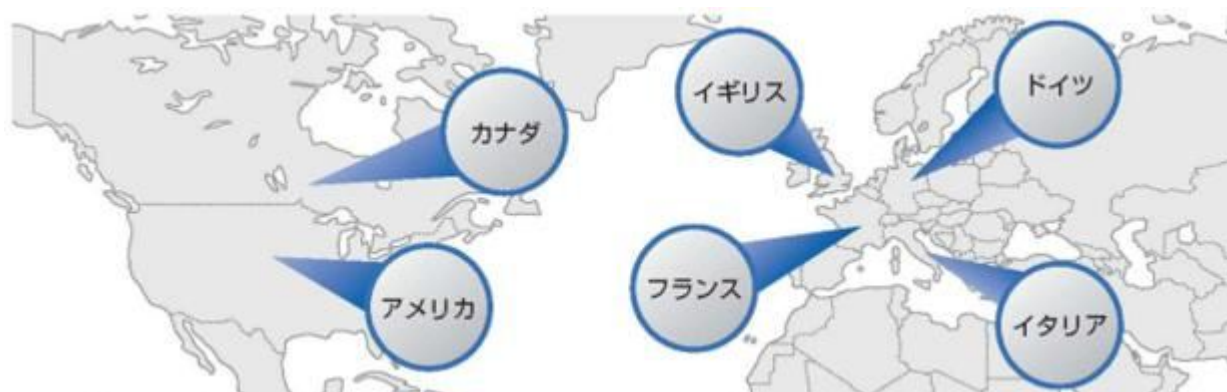 カナダ
アメリカ
イギリス
ドイツ
フランス
イタリア